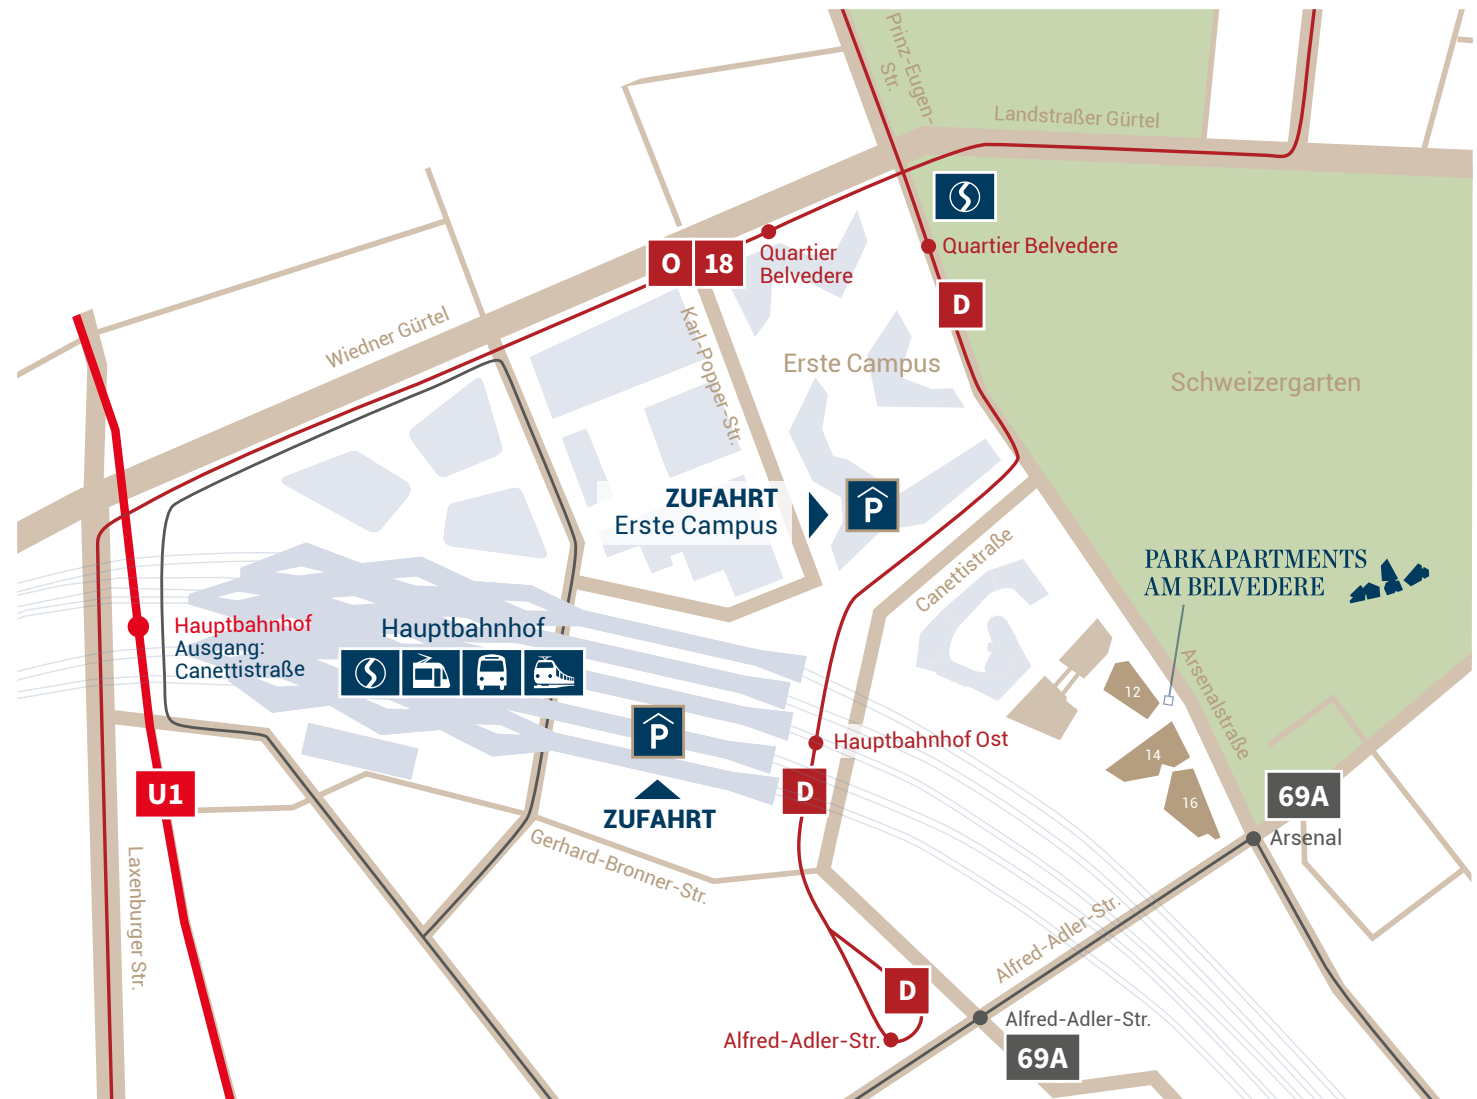 Prinz-Eugen-
Str.
Landstraßer Gürtel
Quartier Belvedere
O 18
Quartier
Belvedere
D
Wiedner Gürtel
Karl-Popper-Str.
Erste Campus
Schweizergarten
ZUFAHRT
Erste Campus
P
Canettistraße
PARKAPARTMENTS
AM BELVEDERE
Hauptbahnhof
Ausgang:
Canettistraße
Hauptbahnhof
Arsenalstraße
12
14
16
P
ZUFAHRT
Hauptbahnhof Ost
D
U1
69A
Arsenal
Gerhard-Bronner-Str.
Laxenburger Str.
Alfred-Adler-Str.
D
Alfred-Adler-Str.
Alfred-Adler-Str.
69A